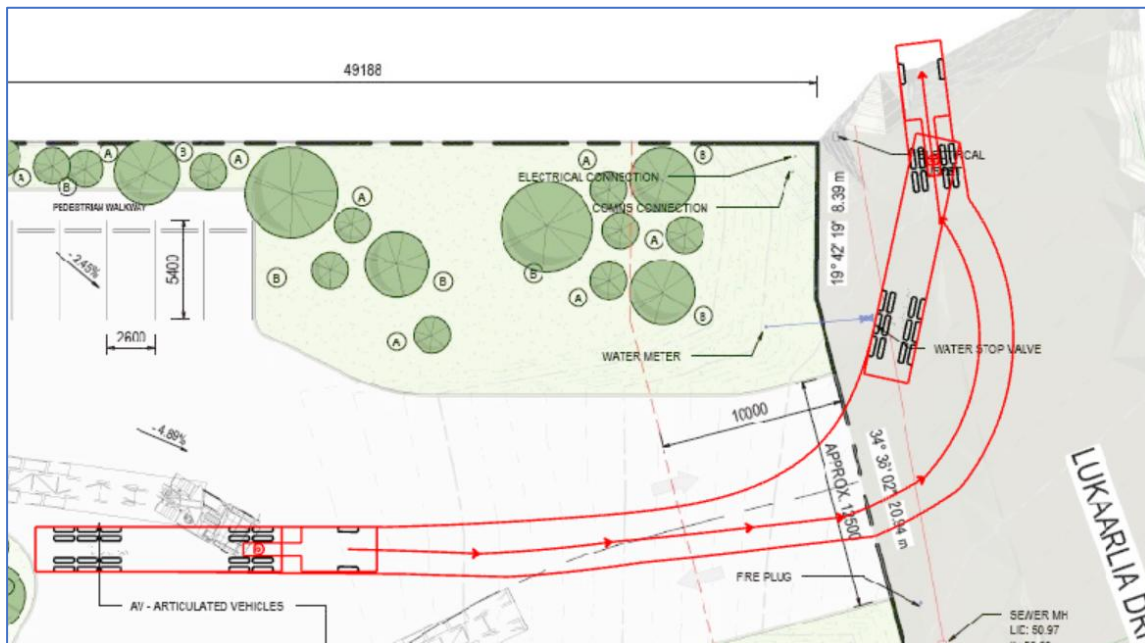 49188
A
B
A
A
B
A
B
PEDESTRIAN WALKWAY
ELECTRICAL CONNECTION
ELECTRICAL
COMMS CONNECTION
A
B
A
B
B
A
B
A
- 2.45%
5400
2600
19° 42' 19" 8.39 m
WATER METER
WATER STOP VALVE
10000
- 4.89%
APPROX. 12500
34° 36' 02" 20.94 m
LUKAARLIA DR
FIRE PLUG
AV - ARTICULATED VEHICLES
SEWER MH
LIC: 50.97